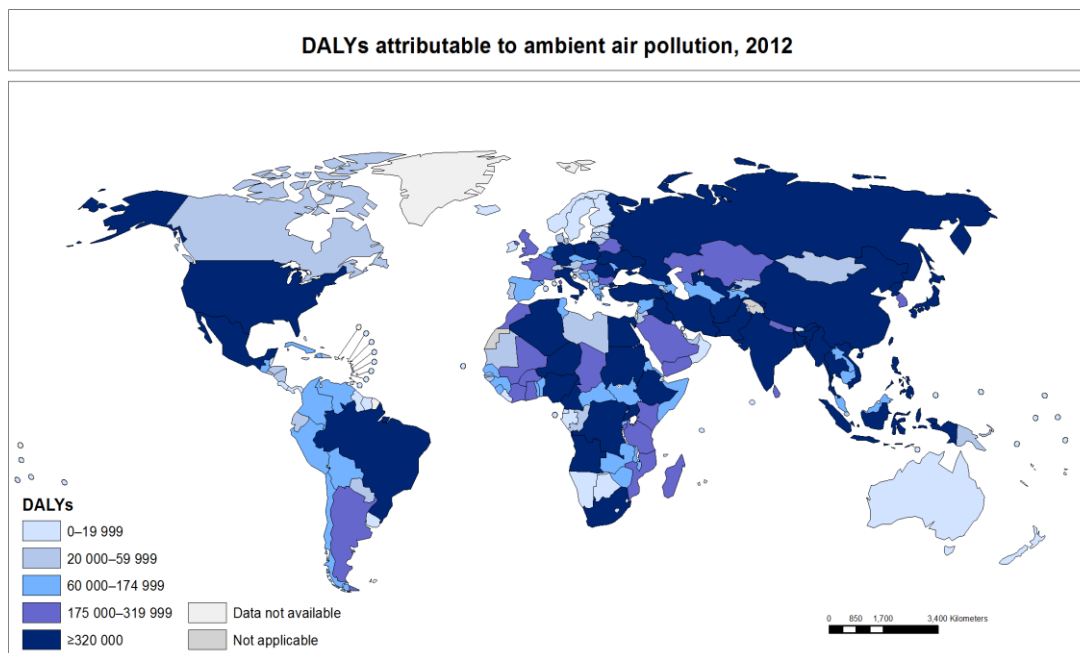 DALYs attributable to ambient air pollution, 2012
DALYs
0–19 999
20 000–59 999
60 000–174 999
175 000–319 999
≥320 000
Data not available
Not applicable
0 850 1,700 3,400 Kilometers